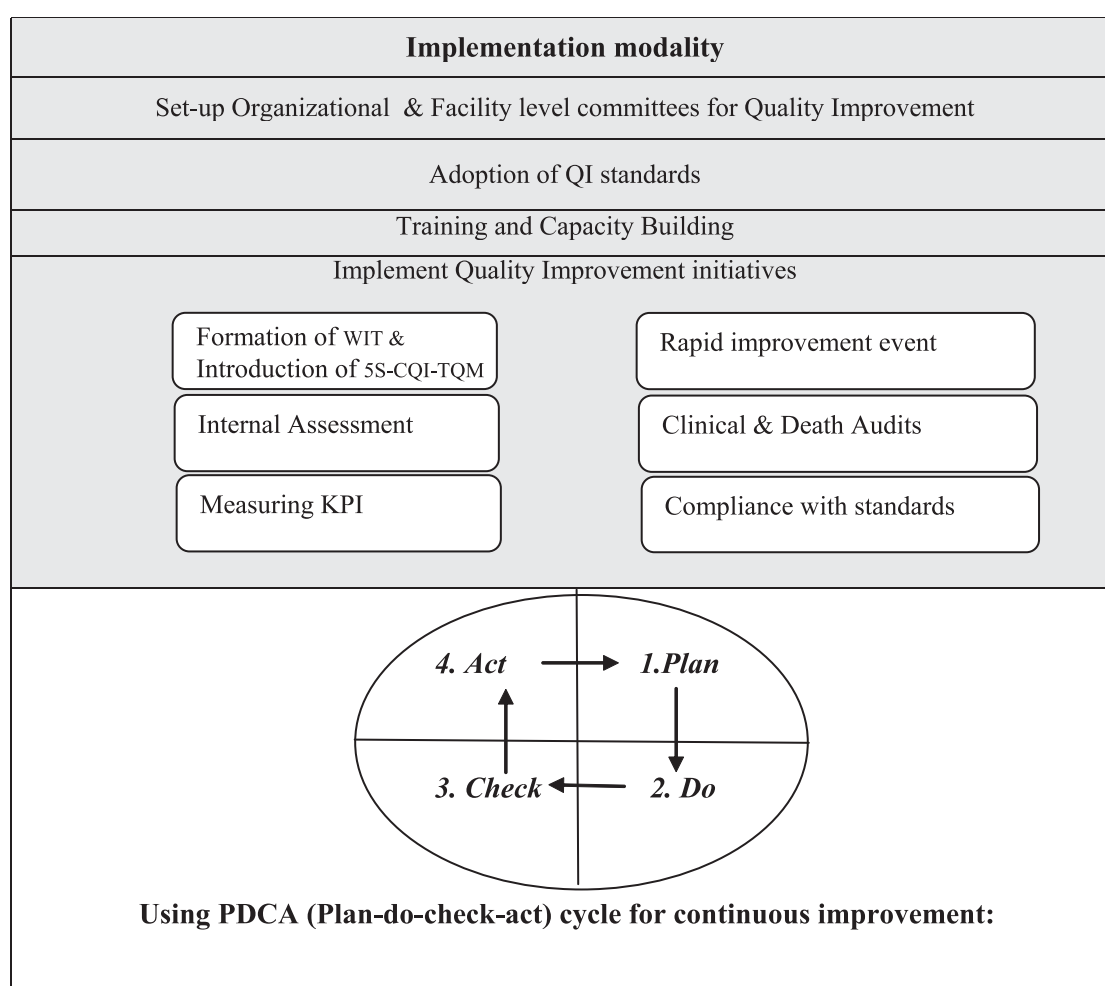 Implementation modality
Set-up Organizational & Facility level committees for Quality Improvement
Adoption of QI standards
Training and Capacity Building
Implement Quality Improvement initiatives
Formation of WIT &
Introduction of 5S-CQI-TQM
Rapid improvement event
Internal Assessment
Clinical & Death Audits
Measuring KPI
Compliance with standards
4. Act
1.Plan
3. Check
2. Do
Using PDCA (Plan-do-check-act) cycle for continuous improvement: